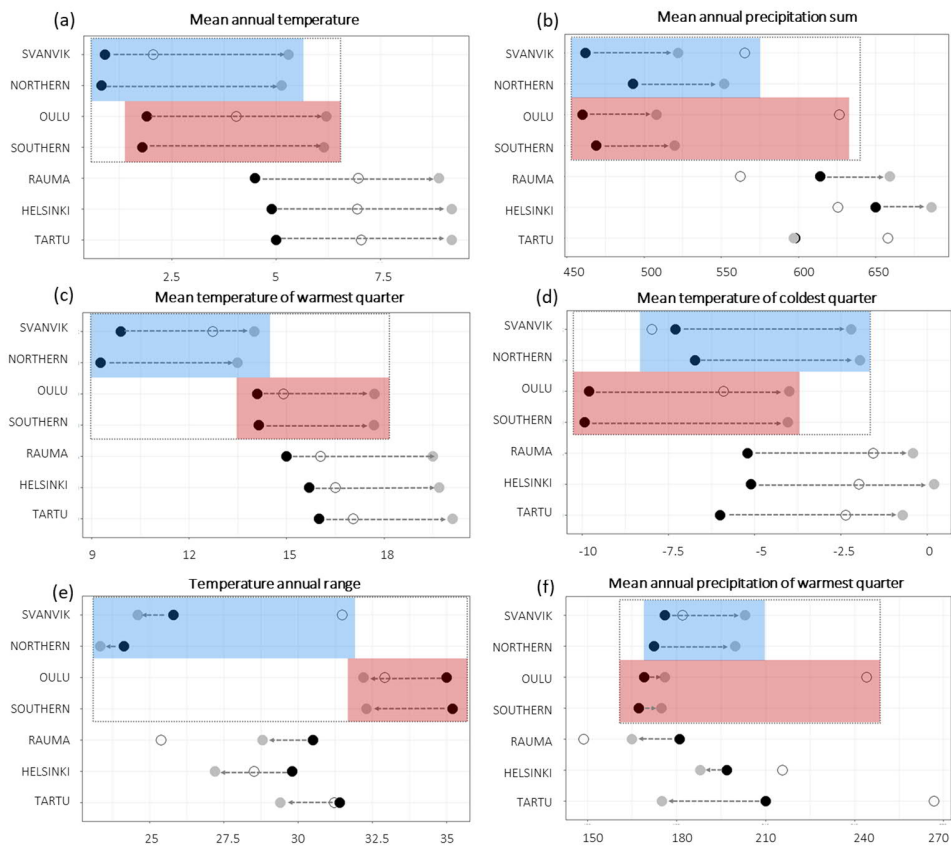 (a) Mean annual temperature
SVANVIK
NORTHERN
OULU
SOUTHERN
RAUMA
HELSINKI
TARTU
2.5 5 7.5
(b) Mean annual precipitation sum
SVANVIK
NORTHERN
OULU
SOUTHERN
RAUMA
HELSINKI
TARTU
450 500 550 600 650
(c) Mean temperature of warmest quarter
SVANVIK
NORTHERN
OULU
SOUTHERN
RAUMA
HELSINKI
TARTU
9 12 15 18
(d) Mean temperature of coldest quarter
SVANVIK
NORTHERN
OULU
SOUTHERN
RAUMA
HELSINKI
TARTU
-10 -7.5 -5 -2.5 0
(e) Temperature annual range
SVANVIK
NORTHERN
OULU
SOUTHERN
RAUMA
HELSINKI
TARTU
25 27.5 30 32.5 35
(f) Mean annual precipitation of warmest quarter
SVANVIK
NORTHERN
OULU
SOUTHERN
RAUMA
HELSINKI
TARTU
150 180 210 240 270